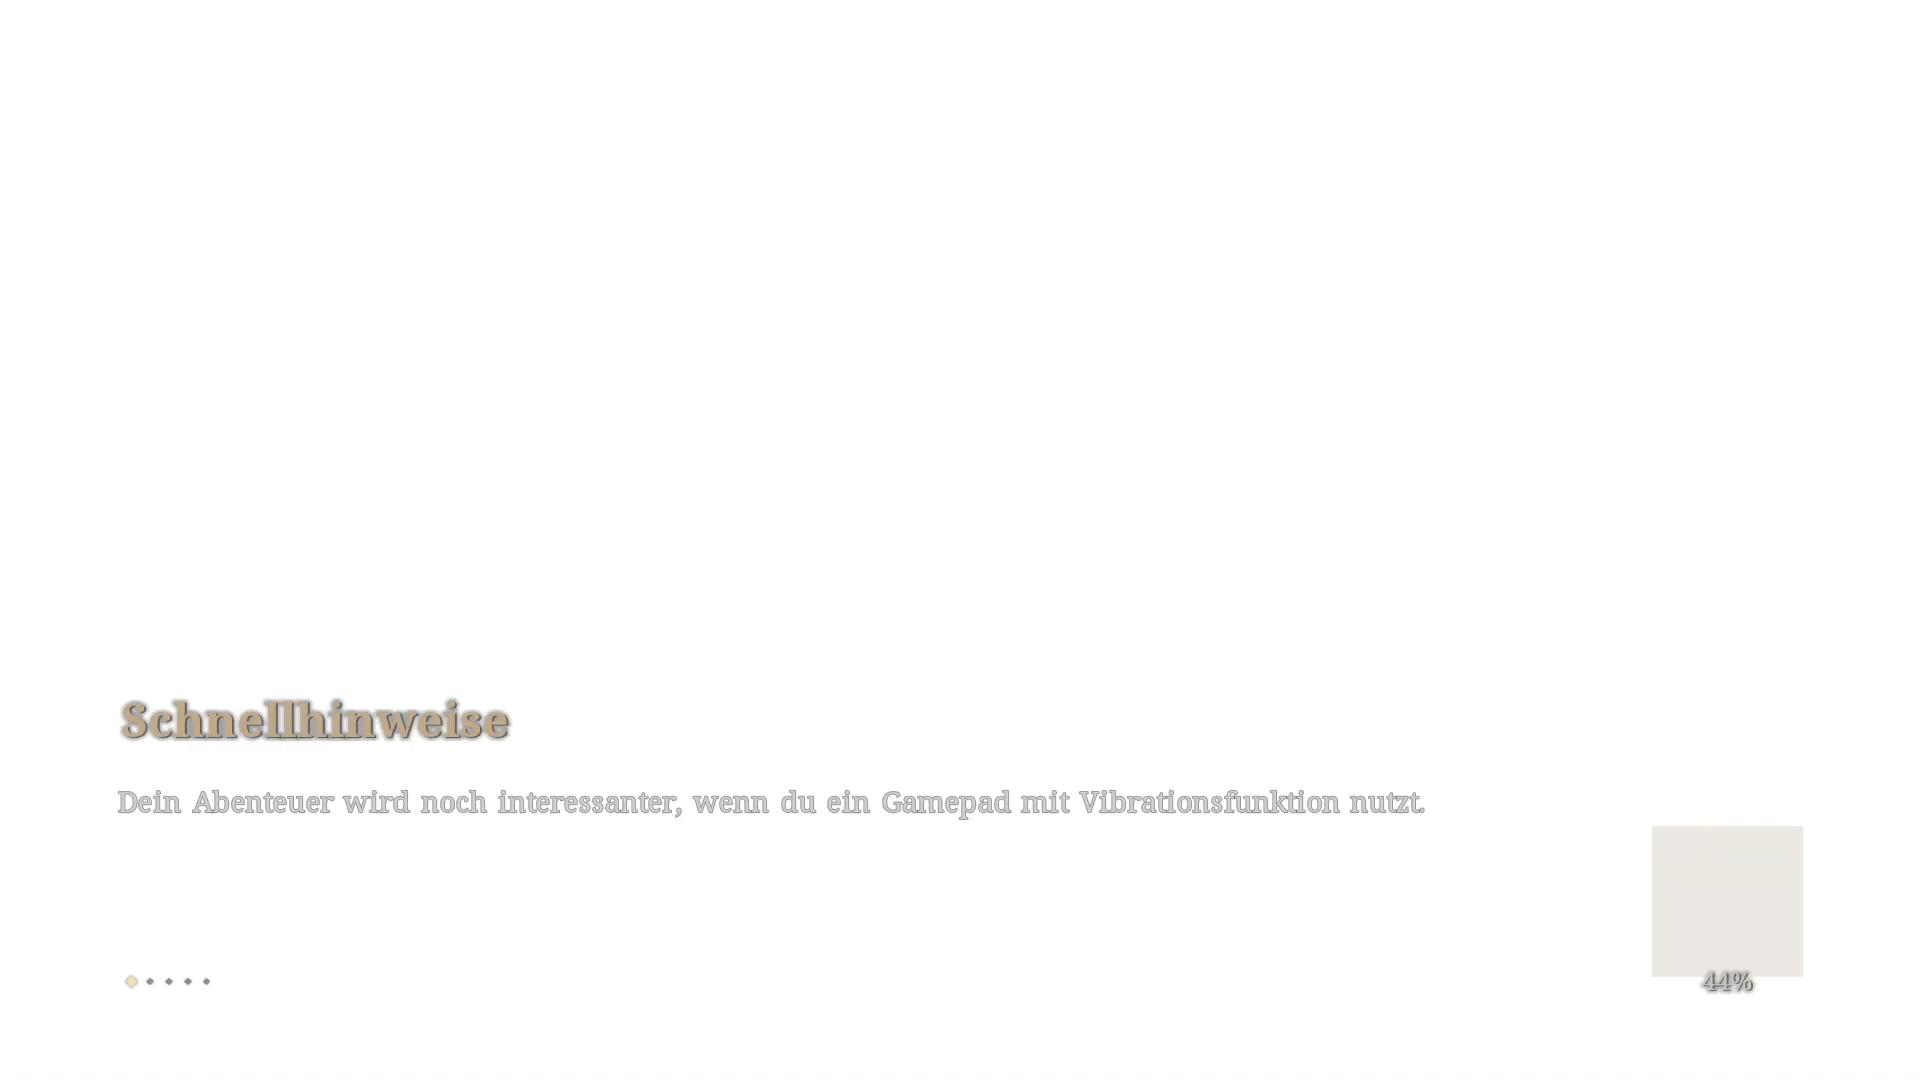 Schnellhinweise
Dein Abenteuer wird noch interessanter, wenn du ein Gamepad mit Vibrationsfunktion nutzt.
44%